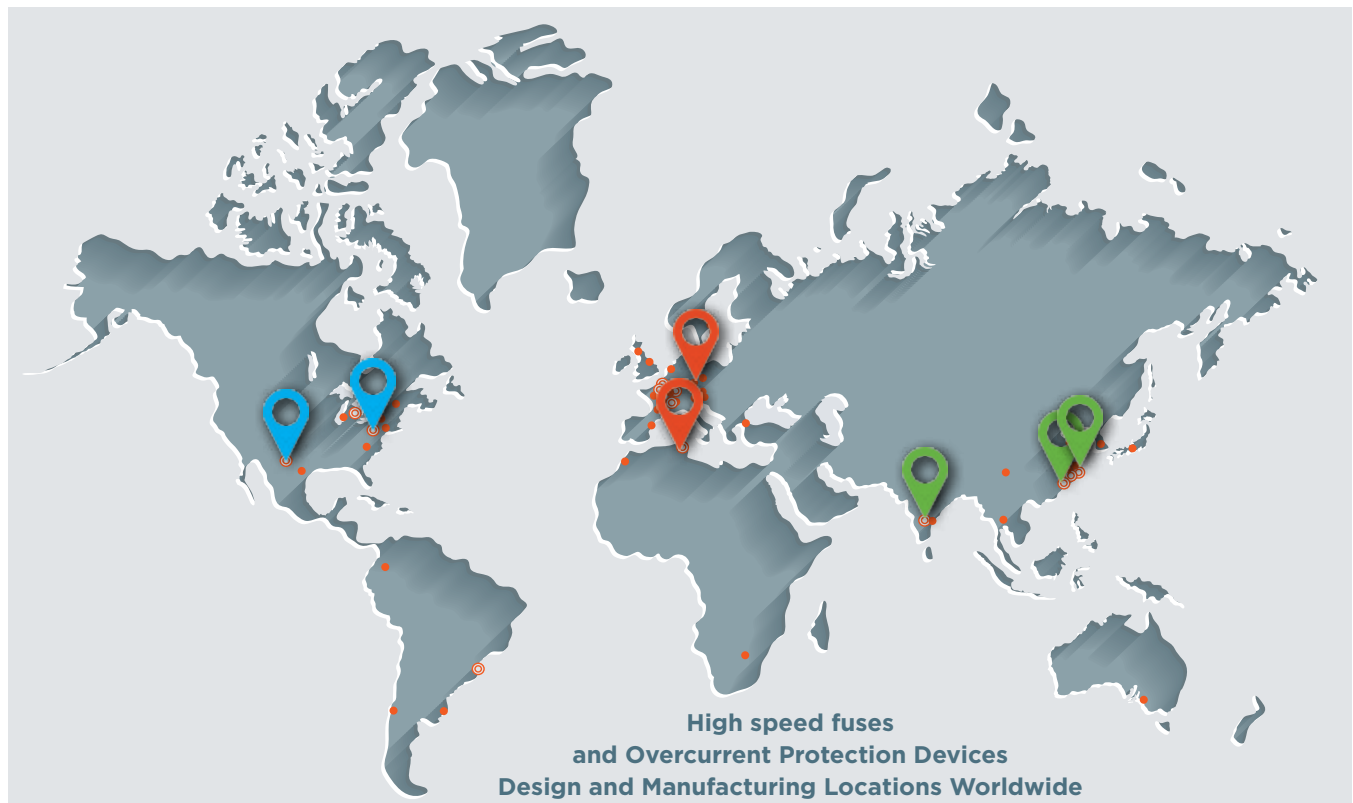 High speed fuses
and Overcurrent Protection Devices
Design and Manufacturing Locations Worldwide